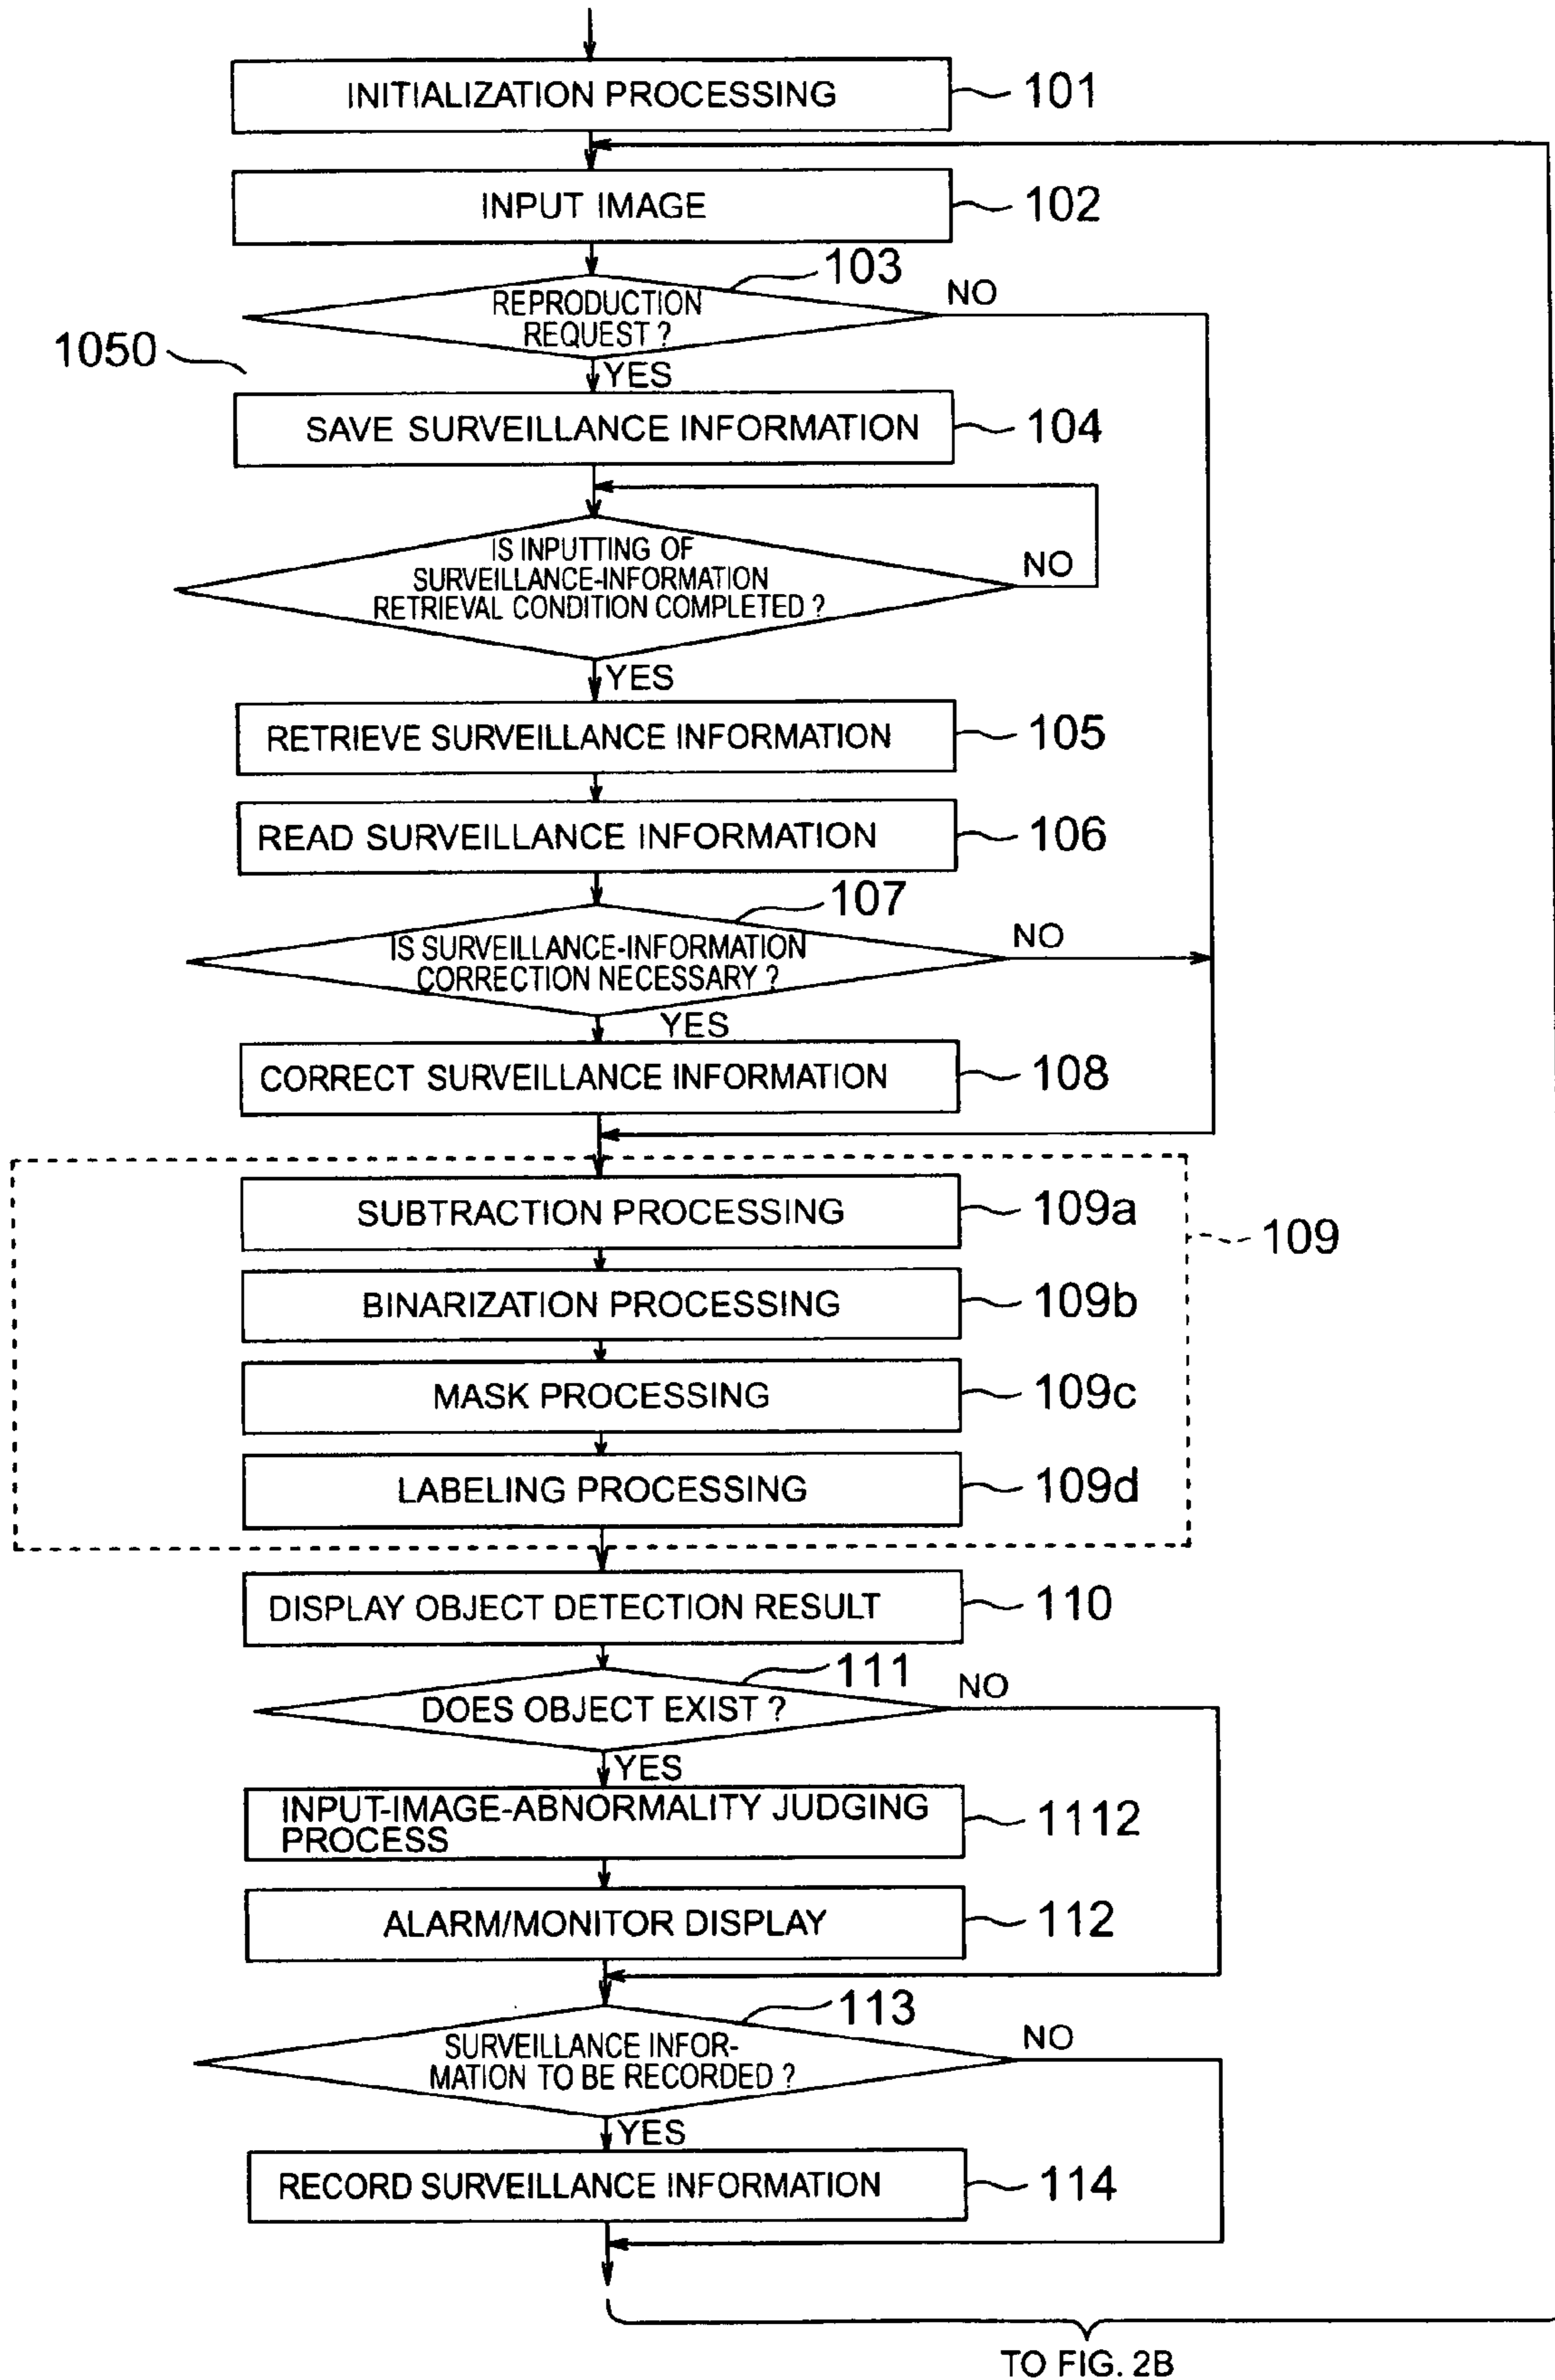 INITIALIZATION PROCESSING
101
INPUT IMAGE
102
103
REPRODUCTION
REQUEST ?
NO
1050
YES
SAVE SURVEILLANCE INFORMATION
104
IS INPUTTING OF
SURVEILLANCE-INFORMATION
RETRIEVAL CONDITION COMPLETED ?
NO
YES
RETRIEVE SURVEILLANCE INFORMATION
105
READ SURVEILLANCE INFORMATION
106
107
IS SURVEILLANCE-INFORMATION
CORRECTION NECESSARY ?
NO
YES
CORRECT SURVEILLANCE INFORMATION
108
SUBTRACTION PROCESSING
109a
109
BINARIZATION PROCESSING
109b
MASK PROCESSING
109c
LABELING PROCESSING
109d
DISPLAY OBJECT DETECTION RESULT
110
111
DOES OBJECT EXIST ?
NO
YES
INPUT-IMAGE-ABNORMALITY JUDGING
PROCESS
1112
ALARM/MONITOR DISPLAY
112
113
SURVEILLANCE INFOR-
MATION TO BE RECORDED ?
NO
YES
RECORD SURVEILLANCE INFORMATION
114
TO FIG. 2B